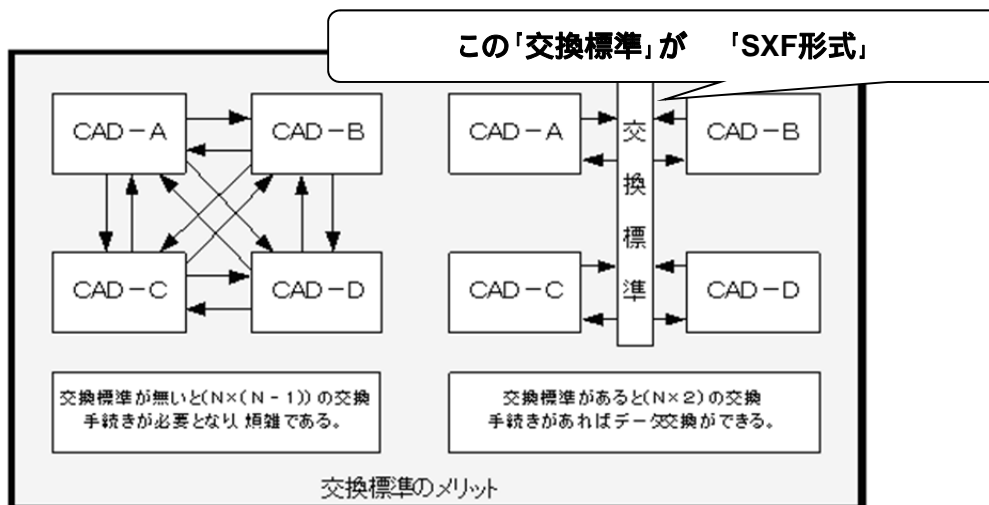 この「交換標準」が 「SXF形式」
CAD－A
CAD－B
CAD－C
CAD－D
CAD－A
CAD－B
CAD－C
CAD－D
交換標準
交換標準が無いと(N×(N-1))の交換
手続きが必要となり、煩雑である。
交換標準があると(N×2)の交換
手続きがあればデータ交換ができる。
交換標準のメリット